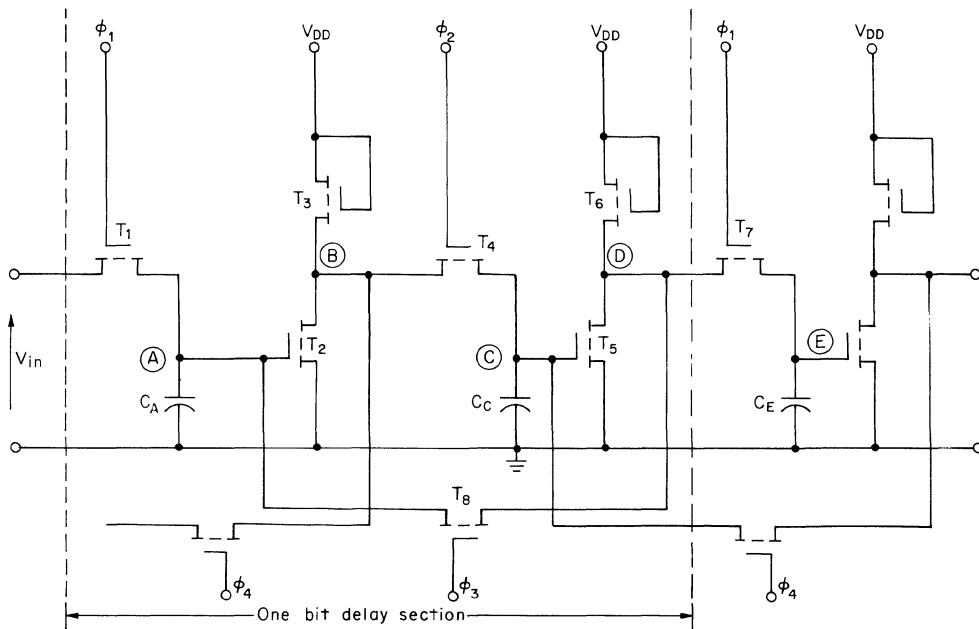 ϕ1
VDD
ϕ2
VDD
ϕ1
VDD
T3
T6
T1
B
T4
D
T7
Vin
A
T2
C
T5
E
CA
CC
CE
T8
ϕ4
ϕ3
ϕ4
One bit delay section